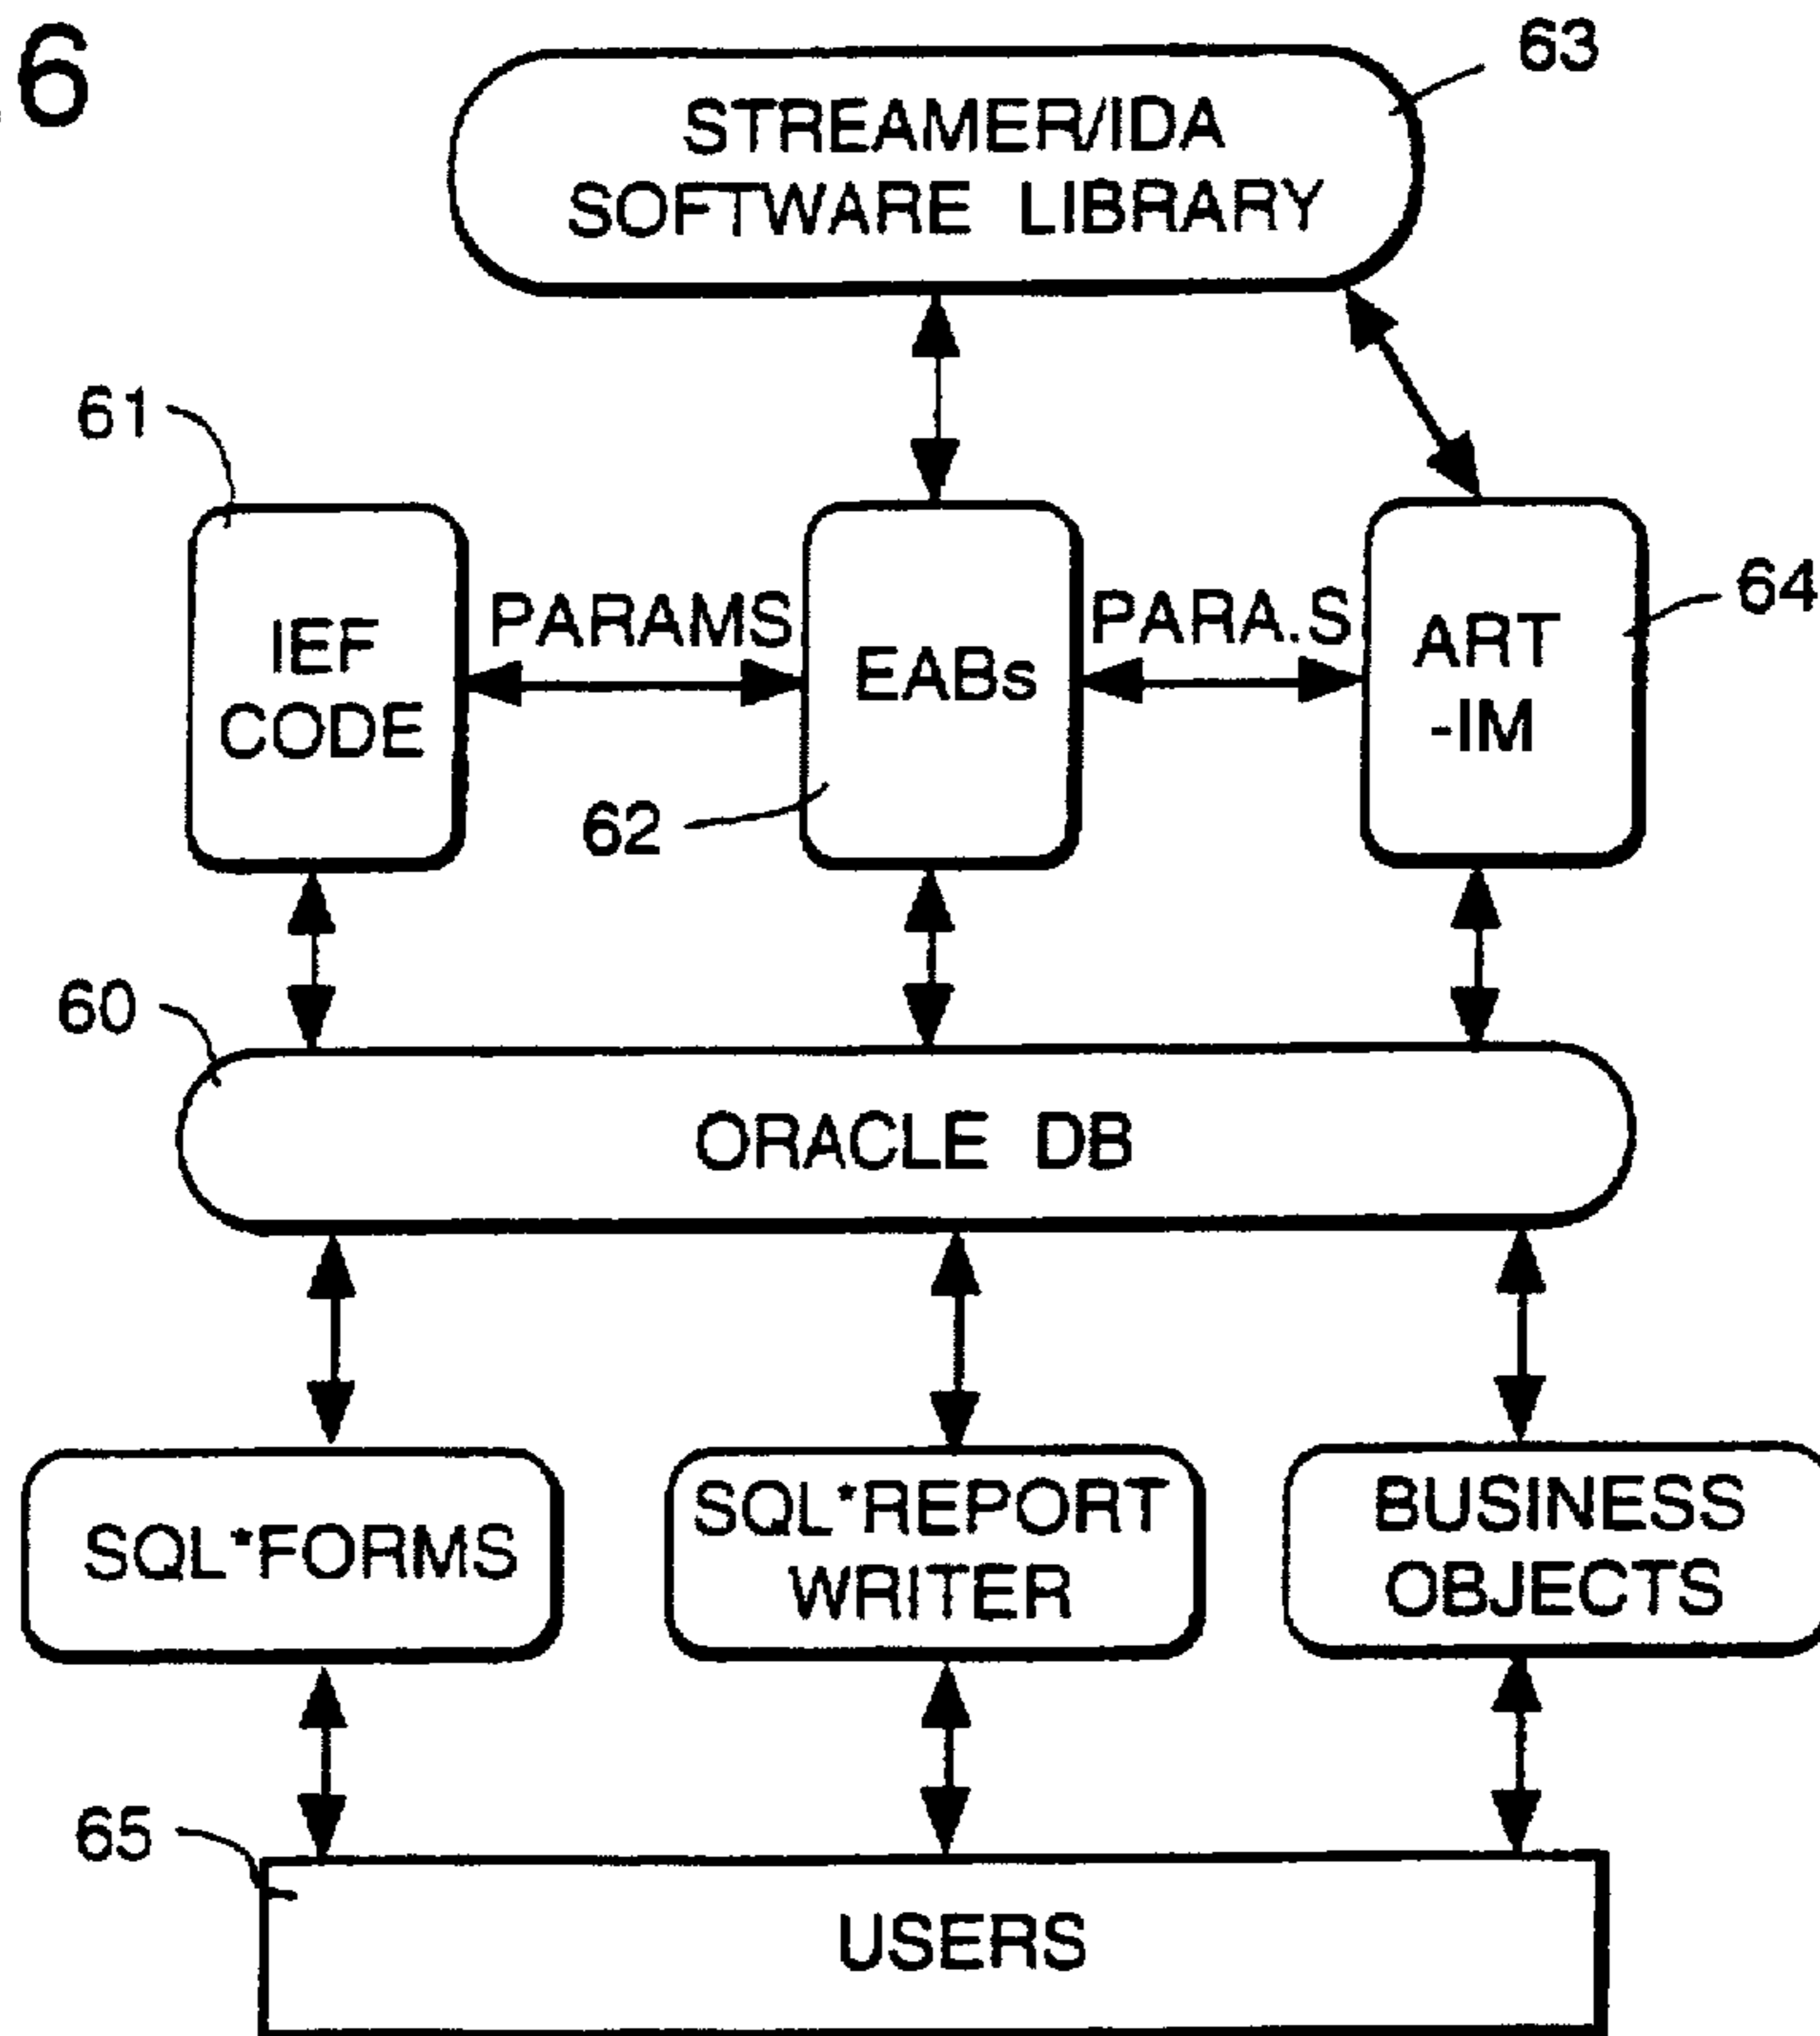 6
63
STREAMER/IDA
SOFTWARE LIBRARY
61
IEF
CODE
PARAMS
EABs
PARA.S
ART
-IM
64
62
60
ORACLE DB
SQL*FORMS
SQL*REPORT
WRITER
BUSINESS
OBJECTS
65
USERS